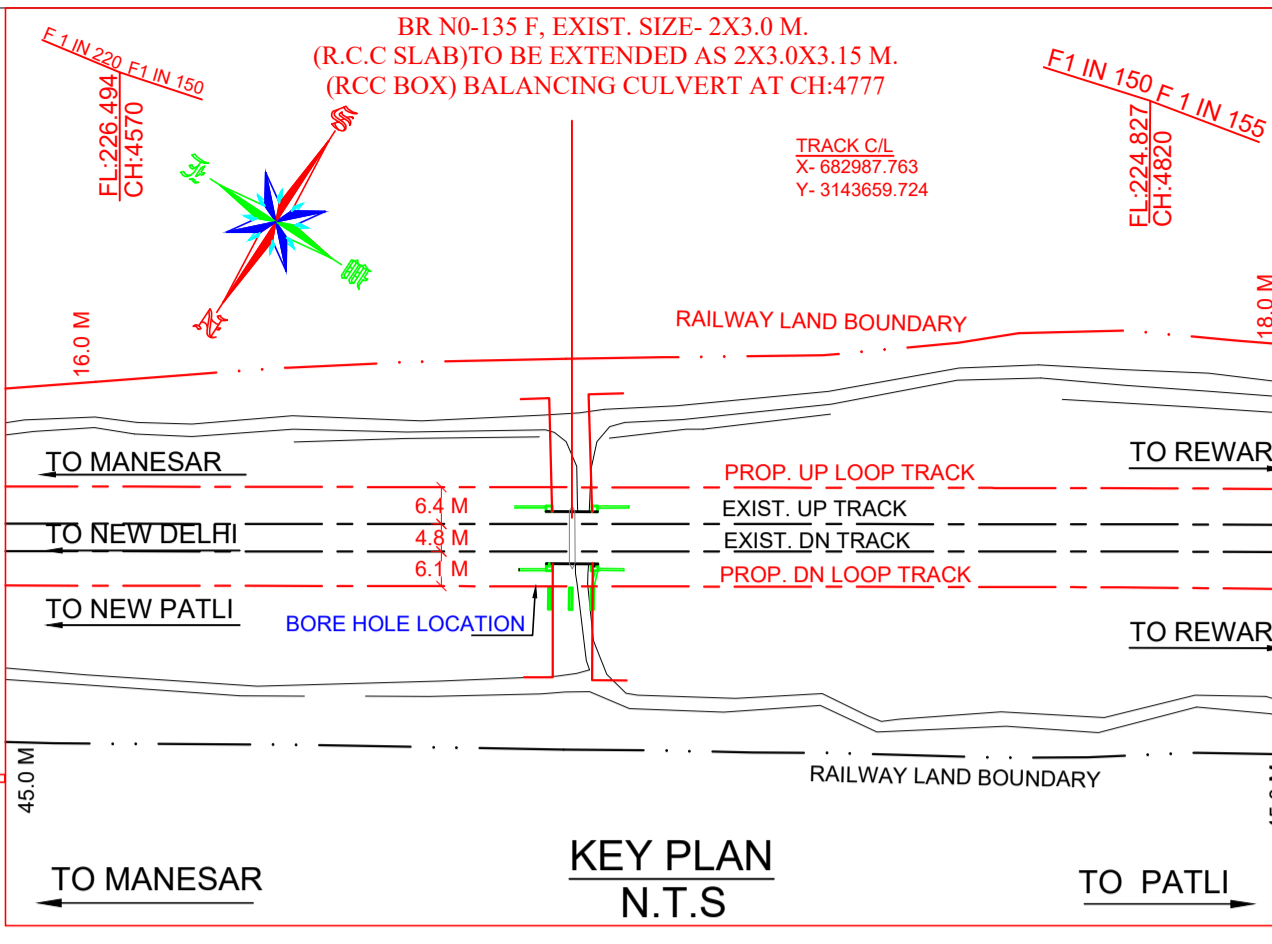 BR N0-135 F, EXIST. SIZE- 2X3.0 M.
(R.C.C SLAB)TO BE EXTENDED AS 2X3.0X3.15 M.
(RCC BOX) BALANCING CULVERT AT CH:4777
F 1 IN 220 F1 IN 150
FL:226.494
CH:4570
F1 IN 150 F 1 IN 155
FL:224.827
CH:4820
TRACK C/L
X- 682987.763
Y- 3143659.724
S
N
16.0 M
RAILWAY LAND BOUNDARY
18.0 M
TO MANESAR
TO REWAR
PROP. UP LOOP TRACK
6.4 M
EXIST. UP TRACK
TO NEW DELHI
4.8 M
EXIST. DN TRACK
6.1 M
PROP. DN LOOP TRACK
TO NEW PATLI
BORE HOLE LOCATION
TO REWAR
45.0 M
RAILWAY LAND BOUNDARY
KEY PLAN
N.T.S
TO MANESAR
TO PATLI